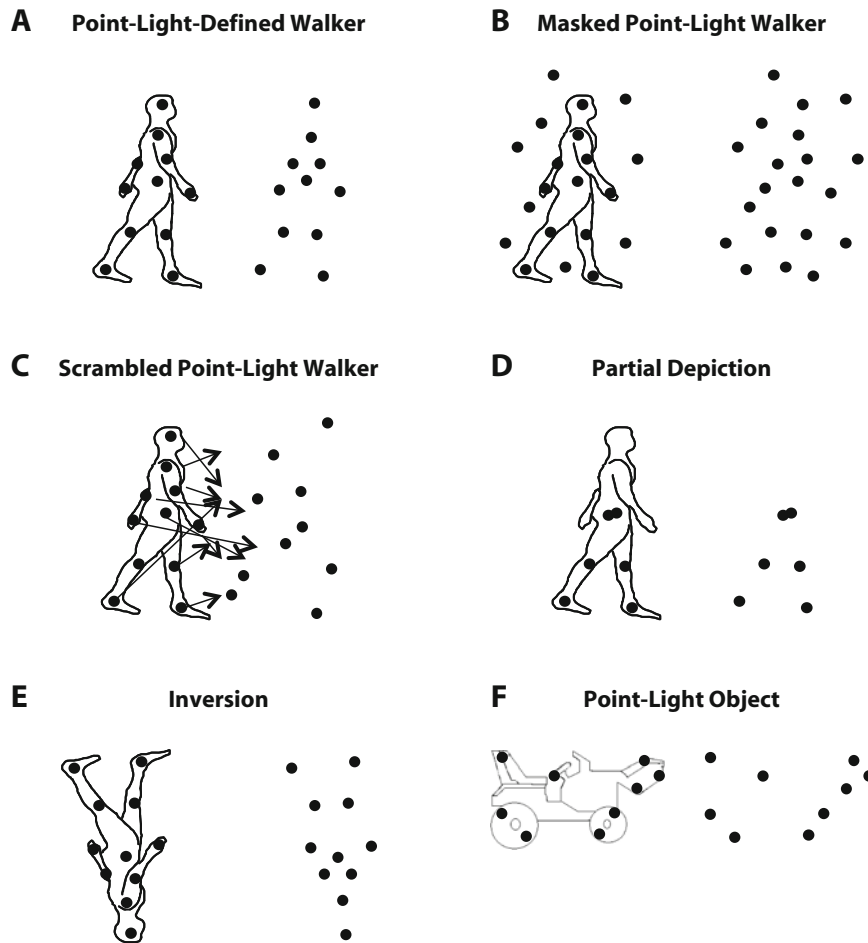 A Point-Light-Defined Walker
B Masked Point-Light Walker
C Scrambled Point-Light Walker
D Partial Depiction
E Inversion
F Point-Light Object